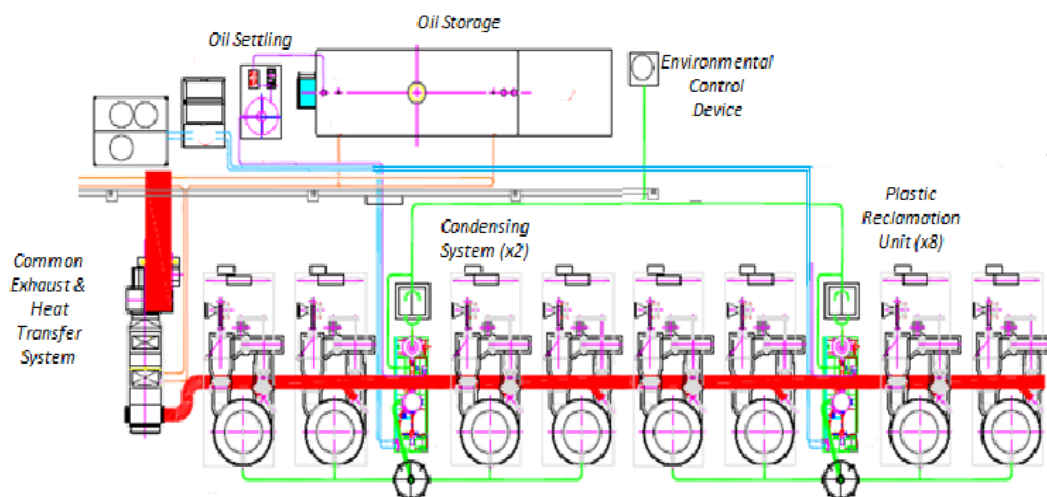 Oil Storage
Oil Settling
Environmental
Control
Device
Plastic
Reclamation
Unit (x8)
Condensing
System (x2)
Common
Exhaust &
Heat
Transfer
System